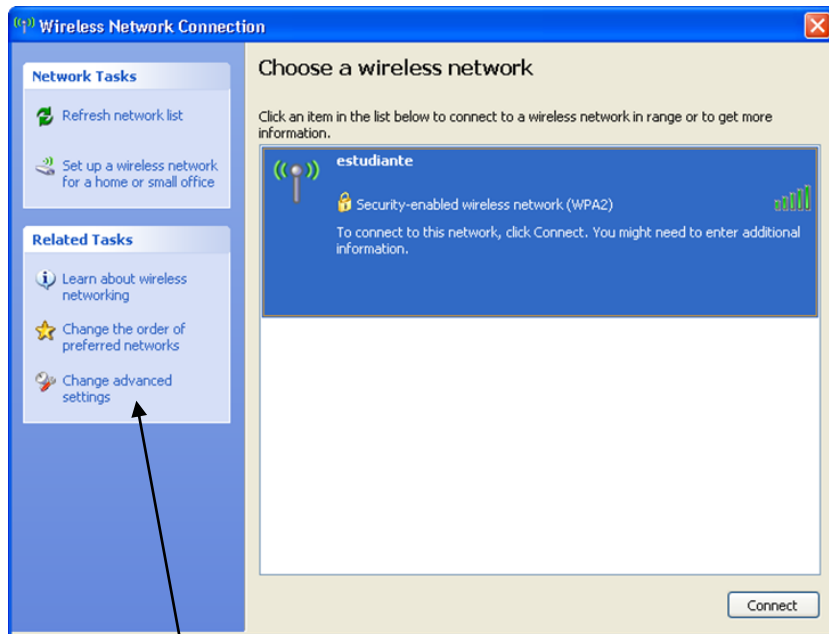 Wireless Network Connection
Network Tasks
Refresh network list
Set up a wireless network
for a home or small office
Related Tasks
Learn about wireless
networking
Change the order of
preferred networks
Change advanced
settings
Choose a wireless network
Click an item in the list below to connect to a wireless network in range or to get more
information.
estudiante
Security-enabled wireless network (WPA2)
To connect to this network, click Connect. You might need to enter additional
information.
Connect